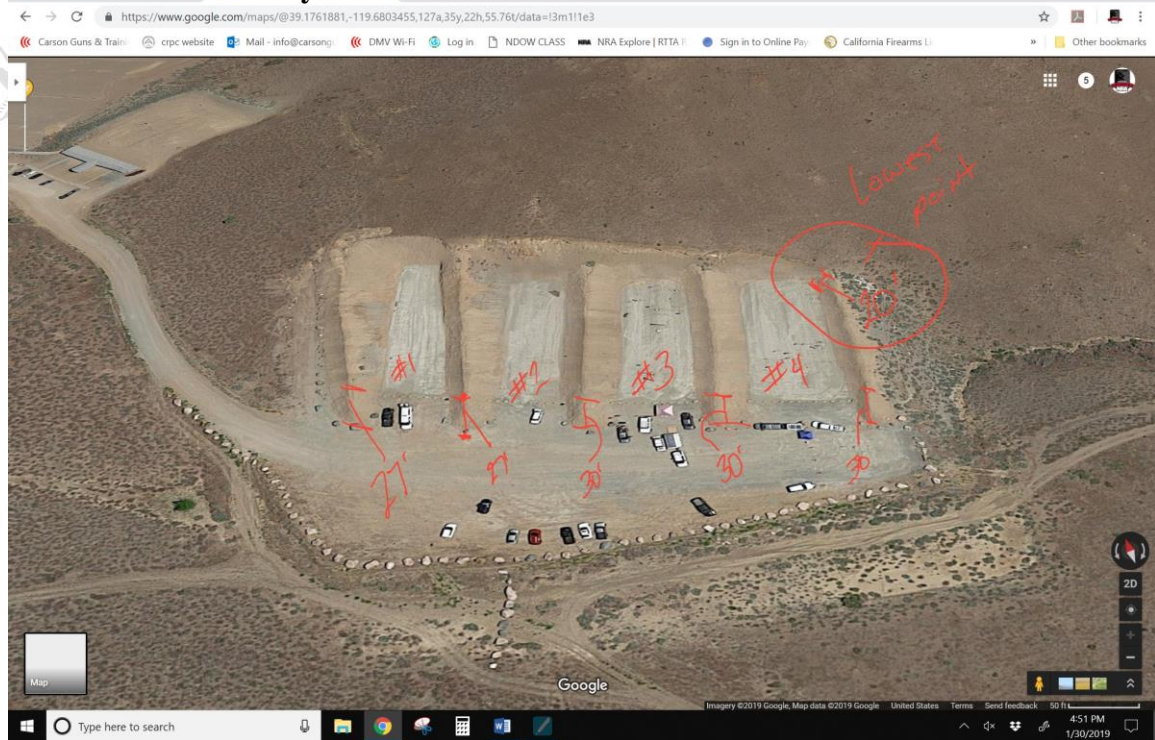 https://www.google.com/maps/@39.1761881,-119.6803455,127a,35y,22h,55.76t/data=!3m1!1e3
Carson Guns & Traini
crpc website
Mail - info@carsong
DMV Wi-Fi
Log in
NDOW CLASS
NRA Explore | RTTA
Sign in to Online Pay
California Firearms Li
»
Other bookmarks
5
Lowest
point
20'
#1
#2
#3
#4
27'
27'
30'
30'
30
2D
Map
Google
Imagery ©2019 Google, Map data ©2019 Google United States Terms Send feedback 50 ft
Type here to search
4:51 PM
1/30/2019